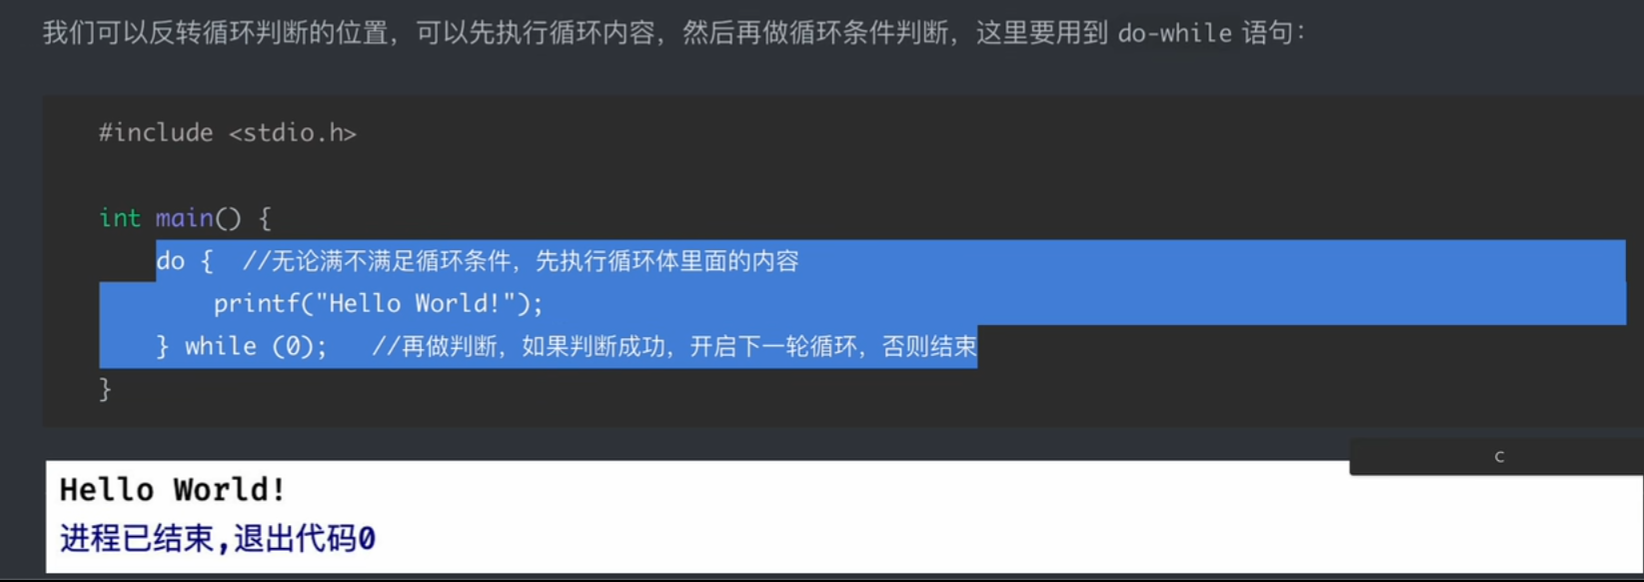 我们可以反转循环判断的位置，可以先执行循环内容，然后再做循环条件判断，这里要用到 do-while 语句：
#include <stdio.h>
int main() {
    do {  //无论满不满足循环条件，先执行循环体里面的内容
        printf("Hello World!");
    } while (0);   //再做判断，如果判断成功，开启下一轮循环，否则结束
}
c
Hello World!
进程已结束,退出代码0